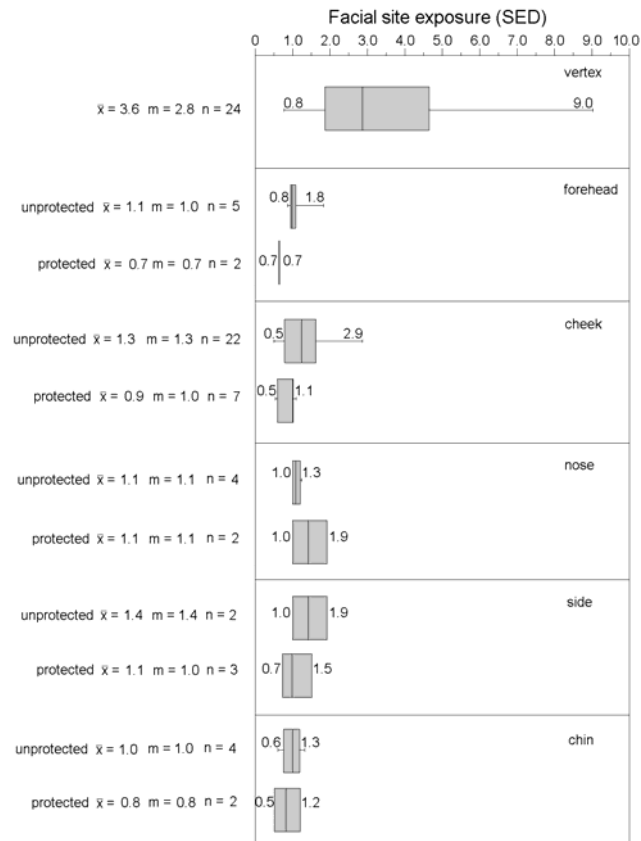 Facial site exposure (SED)
0 1.0 2.0 3.0 4.0 5.0 6.0 7.0 8.0 9.0 10.0
vertex
0.8 9.0
x̄ = 3.6 m = 2.8 n = 24
forehead
unprotected x̄ = 1.1 m = 1.0 n = 5 0.8 1.8
protected x̄ = 0.7 m = 0.7 n = 2 0.7 0.7
cheek
unprotected x̄ = 1.3 m = 1.3 n = 22 0.5 2.9
protected x̄ = 0.9 m = 1.0 n = 7 0.5 1.1
nose
unprotected x̄ = 1.1 m = 1.1 n = 4 1.0 1.3
protected x̄ = 1.1 m = 1.1 n = 2 1.0 1.9
side
unprotected x̄ = 1.4 m = 1.4 n = 2 1.0 1.9
protected x̄ = 1.1 m = 1.0 n = 3 0.7 1.5
chin
unprotected x̄ = 1.0 m = 1.0 n = 4 0.6 1.3
protected x̄ = 0.8 m = 0.8 n = 2 0.5 1.2